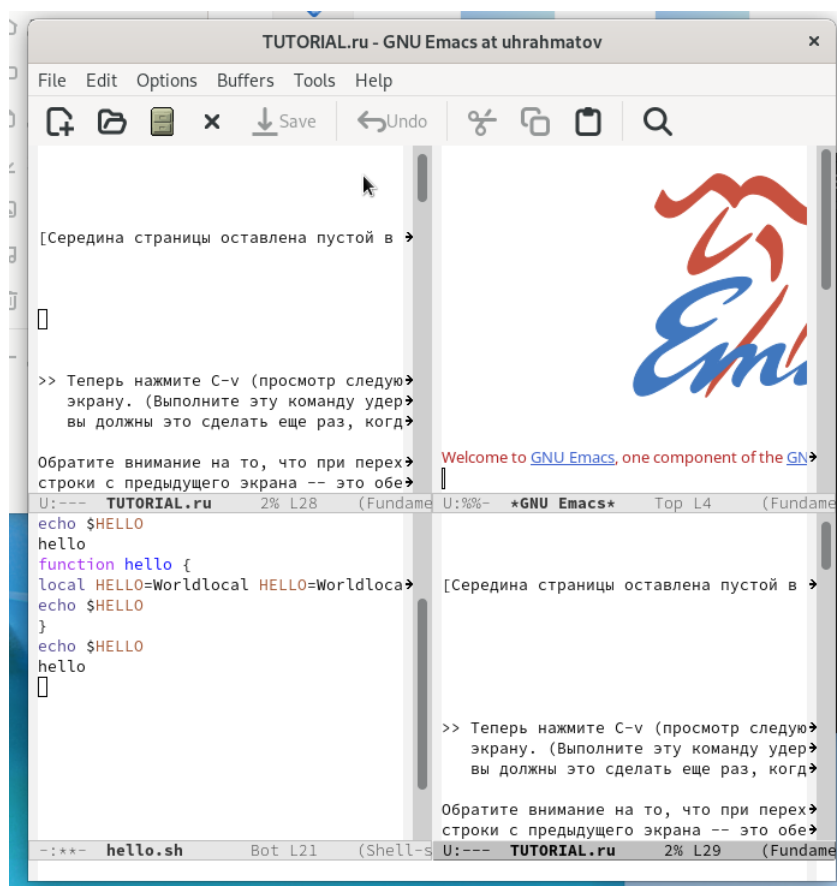 TUTORIAL.ru - GNU Emacs at uhrahmatov
File Edit Options Buffers Tools Help
Save
Undo
[Середина страницы оставлена пустой в
>> Теперь нажмите C-v (просмотр следую
экрану. (Выполните эту команду удер
вы должны это сделать еще раз, когд
Обратите внимание на то, что при перех
строки с предыдущего экрана -- это обе
U:--- TUTORIAL.ru 2% L28 (Fundame
Welcome to GNU Emacs, one component of the GN
U:%%- *GNU Emacs* Top L4 (Fundame
echo $HELLO
hello
function hello {
local HELLO=Worldlocal HELLO=Worldloca
echo $HELLO
}
echo $HELLO
hello
-:**- hello.sh Bot L21 (Shell-s
[Середина страницы оставлена пустой в
>> Теперь нажмите C-v (просмотр следую
экрану. (Выполните эту команду удер
вы должны это сделать еще раз, когд
Обратите внимание на то, что при перех
строки с предыдущего экрана -- это обе
U:--- TUTORIAL.ru 2% L29 (Fundame